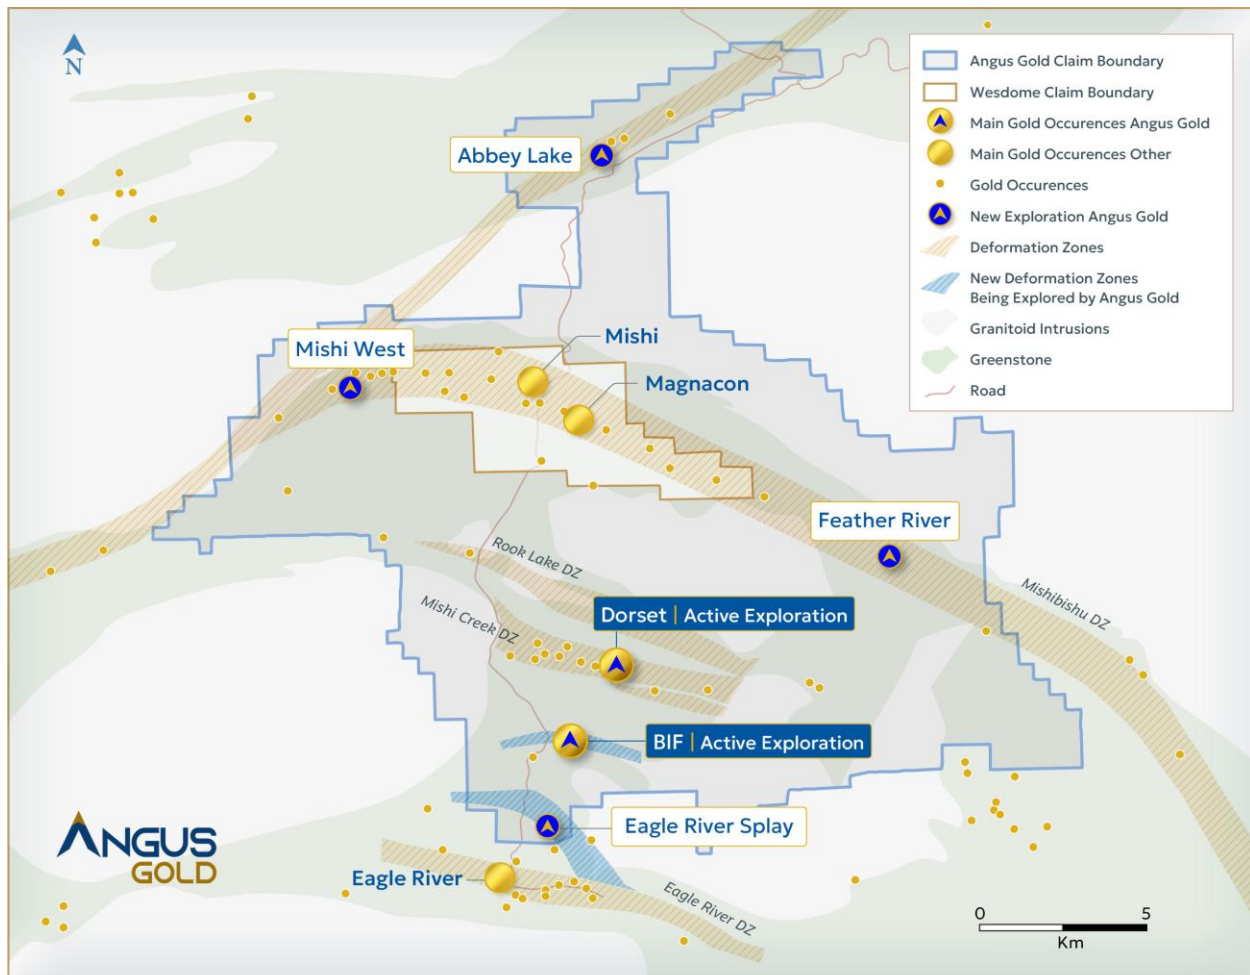 N
Angus Gold Claim Boundary
Wesdome Claim Boundary
Main Gold Occurences Angus Gold
Main Gold Occurences Other
Gold Occurences
New Exploration Angus Gold
Deformation Zones
New Deformation Zones
Being Explored by Angus Gold
Granitoid Intrusions
Greenstone
Road
Abbey Lake
Mishi West
Mishi
Magnacon
Feather River
Rook Lake DZ
Mishi Creek DZ
Mishibishu DZ
Dorset | Active Exploration
BIF | Active Exploration
Eagle River Splay
Eagle River
Eagle River DZ
ANGUS
GOLD
0 5
Km